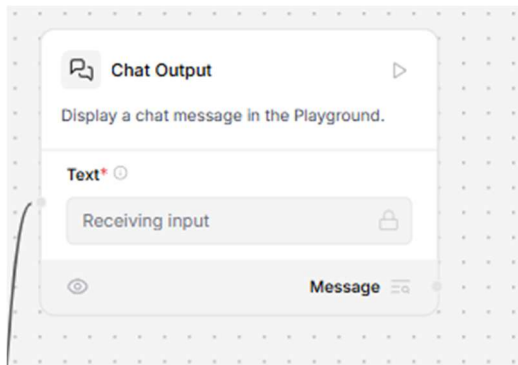 Chat Output
Display a chat message in the Playground.
Text*
Receiving input
Message